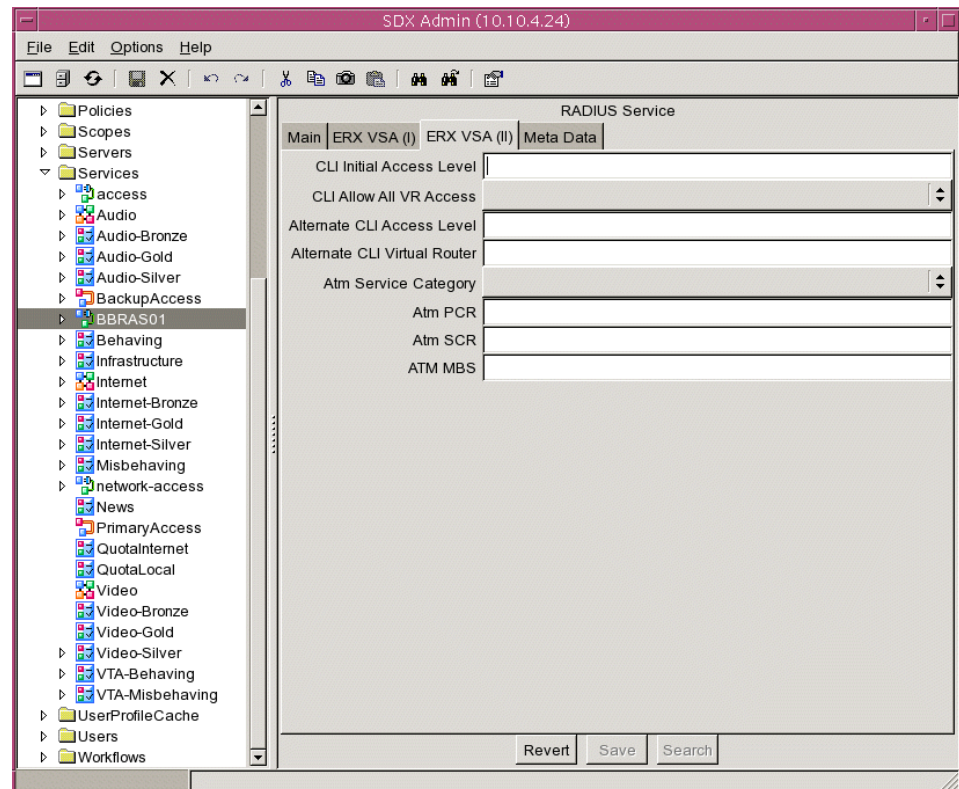 SDX Admin (10.10.4.24)
File Edit Options Help
Policies
Scopes
Servers
Services
access
Audio
Audio-Bronze
Audio-Gold
Audio-Silver
BackupAccess
BBRAS01
Behaving
Infrastructure
Internet
Internet-Bronze
Internet-Gold
Internet-Silver
Misbehaving
network-access
News
PrimaryAccess
QuotaInternet
QuotaLocal
Video
Video-Bronze
Video-Gold
Video-Silver
VTA-Behaving
VTA-Misbehaving
UserProfileCache
Users
Workflows
RADIUS Service
Main ERX VSA (I) ERX VSA (II) Meta Data
CLI Initial Access Level
CLI Allow All VR Access
Alternate CLI Access Level
Alternate CLI Virtual Router
Atm Service Category
Atm PCR
Atm SCR
ATM MBS
Revert Save Search